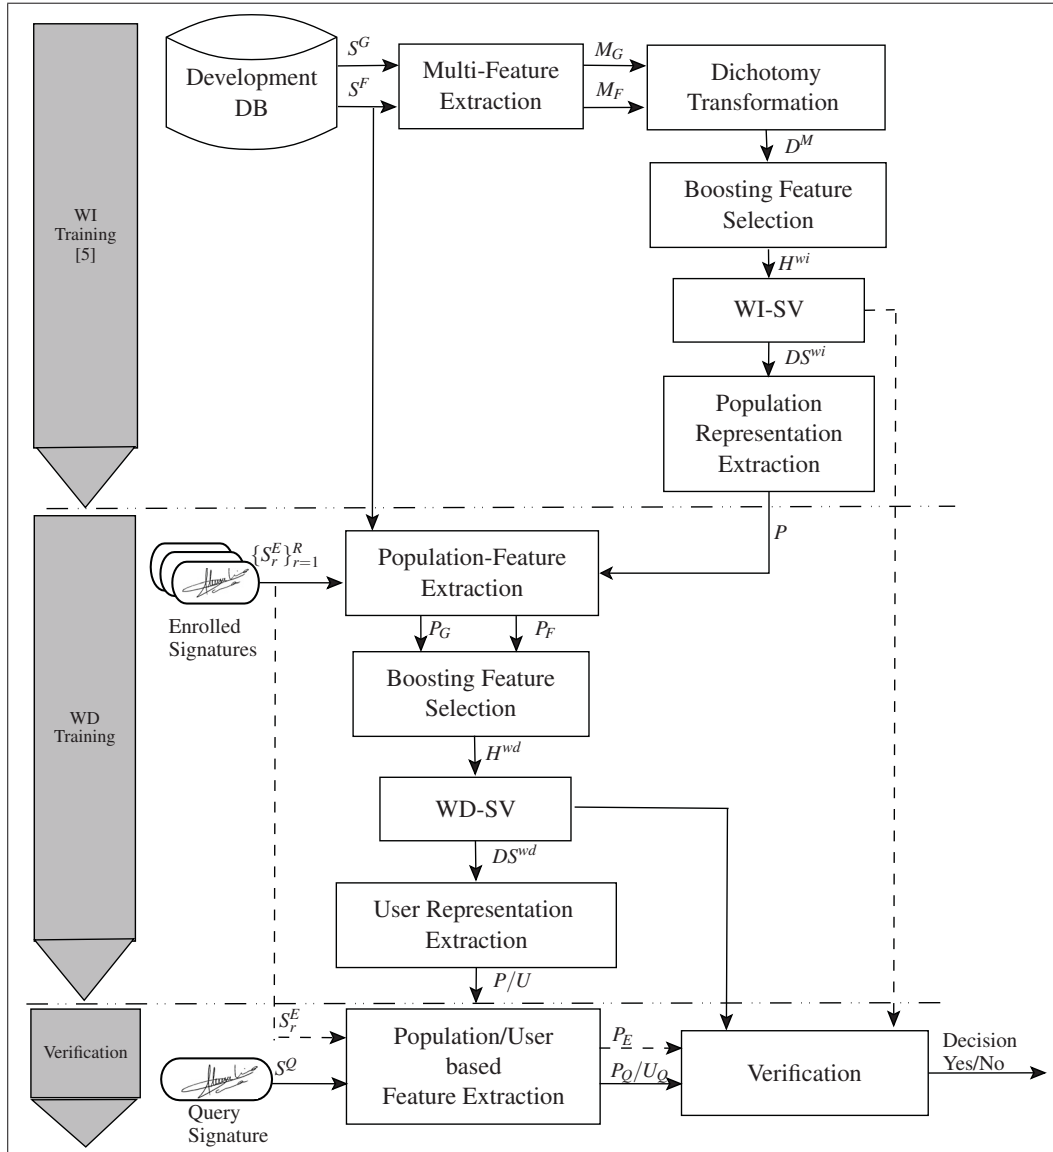 WI
Training
[5]
Development
DB
S^G
S^F
Multi-Feature
Extraction
M_G
M_F
Dichotomy
Transformation
D^M
Boosting Feature
Selection
H^{wi}
WI-SV
DS^{wi}
Population
Representation
Extraction
P
WD
Training
{S_r^E}_{r=1}^R
Enrolled
Signatures
Population-Feature
Extraction
P_G
P_F
Boosting Feature
Selection
H^{wd}
WD-SV
DS^{wd}
User Representation
Extraction
P/U
Verification
S_r^E
S^Q
Query
Signature
Population/User
based
Feature Extraction
P_E
P_Q/U_Q
Verification
Decision
Yes/No